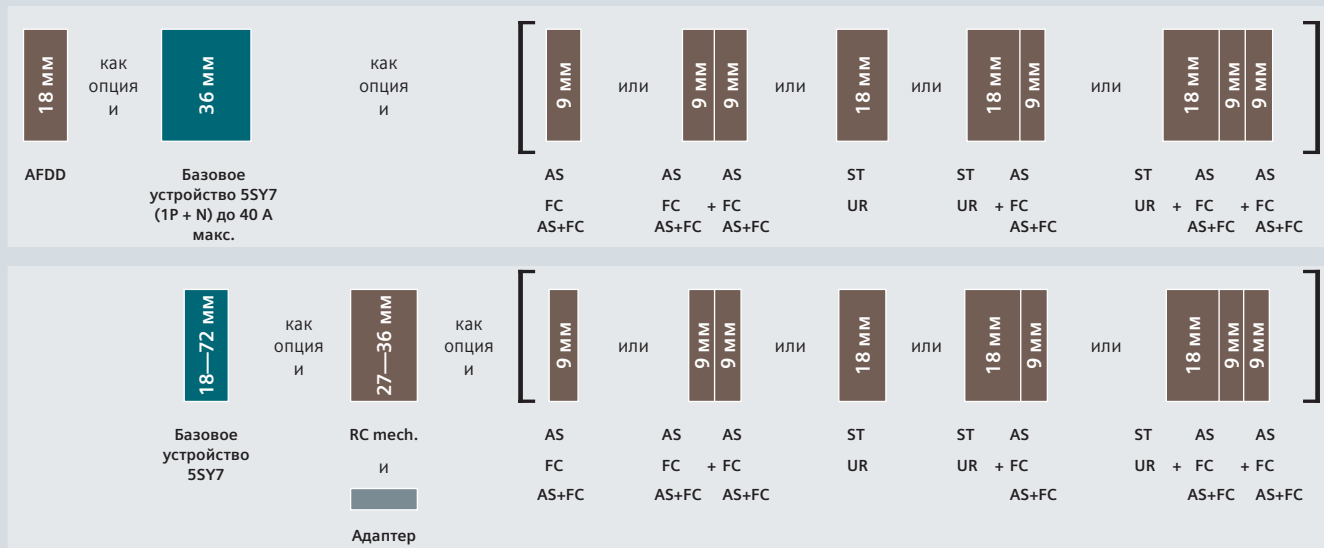 18 мм
как
опция
и
36 мм
как
опция
и
9 мм
или
9 мм 9 мм
или
18 мм
или
18 мм 9 мм
или
18 мм 9 мм 9 мм
AFDD
Базовое
устройство 5SY7
(1P + N) до 40 А
макс.
AS AS AS ST ST AS ST AS AS
FC FC + FC UR UR + FC UR + FC + FC
AS+FC AS+FC AS+FC AS+FC AS+FC AS+FC
18—72 мм
как
опция
и
27—36 мм
как
опция
и
9 мм
или
9 мм 9 мм
или
18 мм
или
18 мм 9 мм
или
18 мм 9 мм 9 мм
Базовое
устройство
5SY7
RC mech.
и
Адаптер
AS AS AS ST ST AS ST AS AS
FC FC + FC UR UR + FC UR + FC + FC
AS+FC AS+FC AS+FC AS+FC AS+FC AS+FC